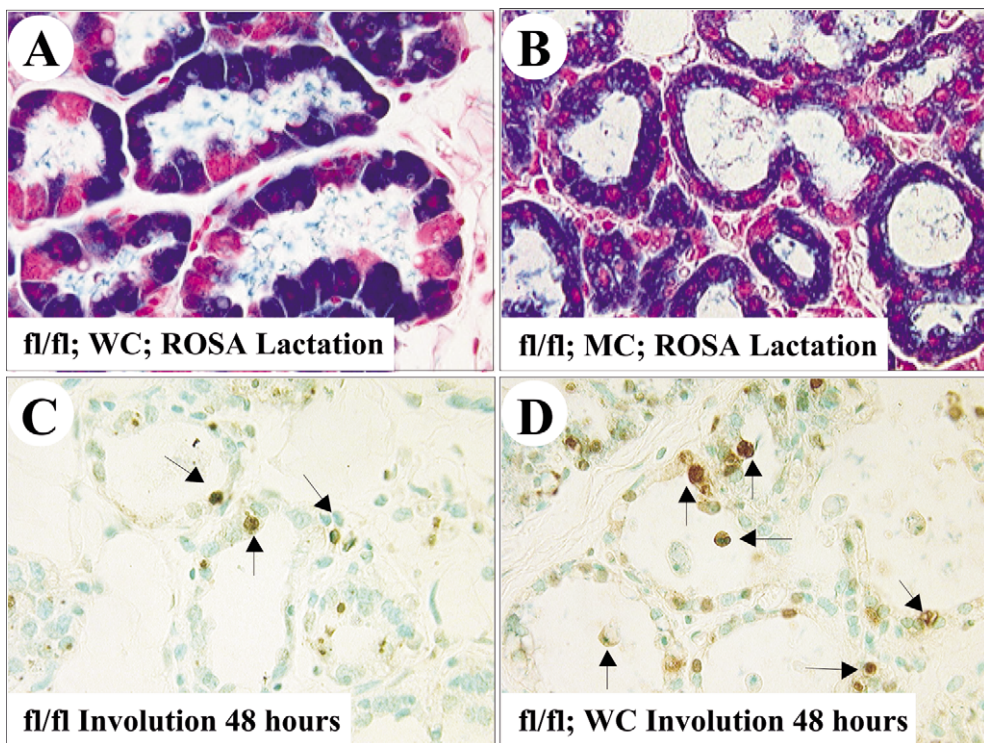 A
fl/fl; WC; ROSA Lactation
B
fl/fl; MC; ROSA Lactation
C
fl/fl Involution 48 hours
D
fl/fl; WC Involution 48 hours